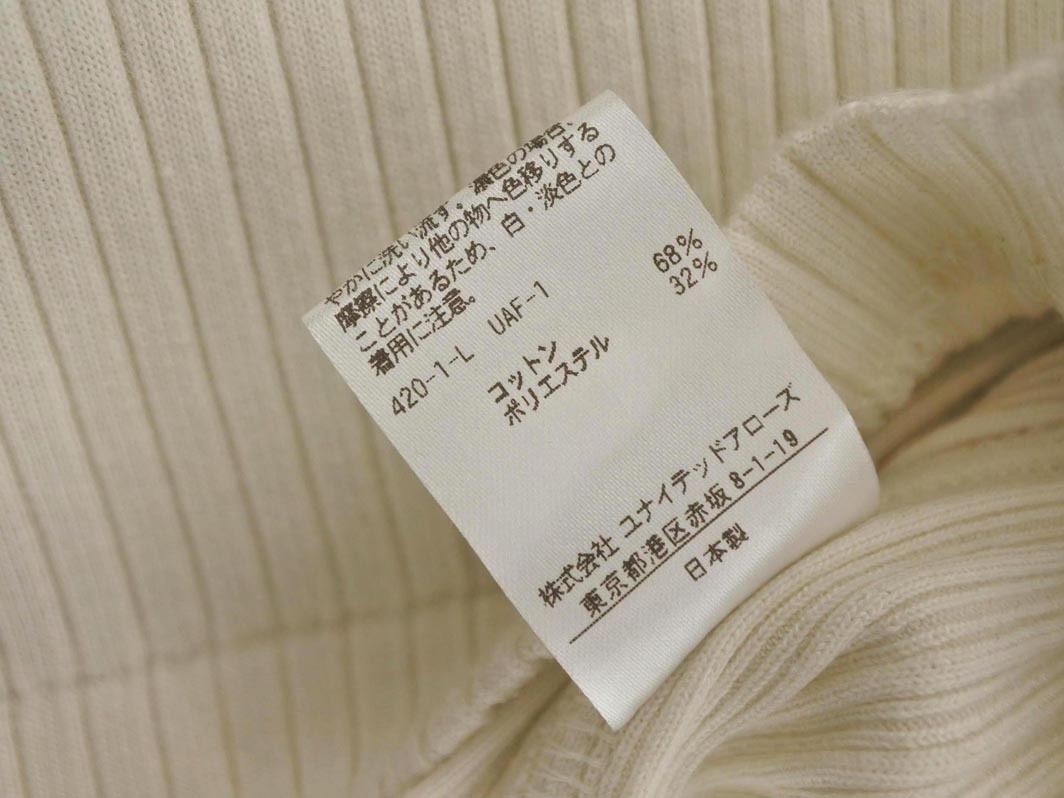 やかに洗い流す。濃色の場合、
摩擦により他の物へ色移りする
ことがあるため、白・淡色との
着用に注意。
420-1-L UAF-1
コットン 68%
ポリエステル 32%
株式会社 ユナイテッドアローズ
東京都港区赤坂8-1-19
日本製